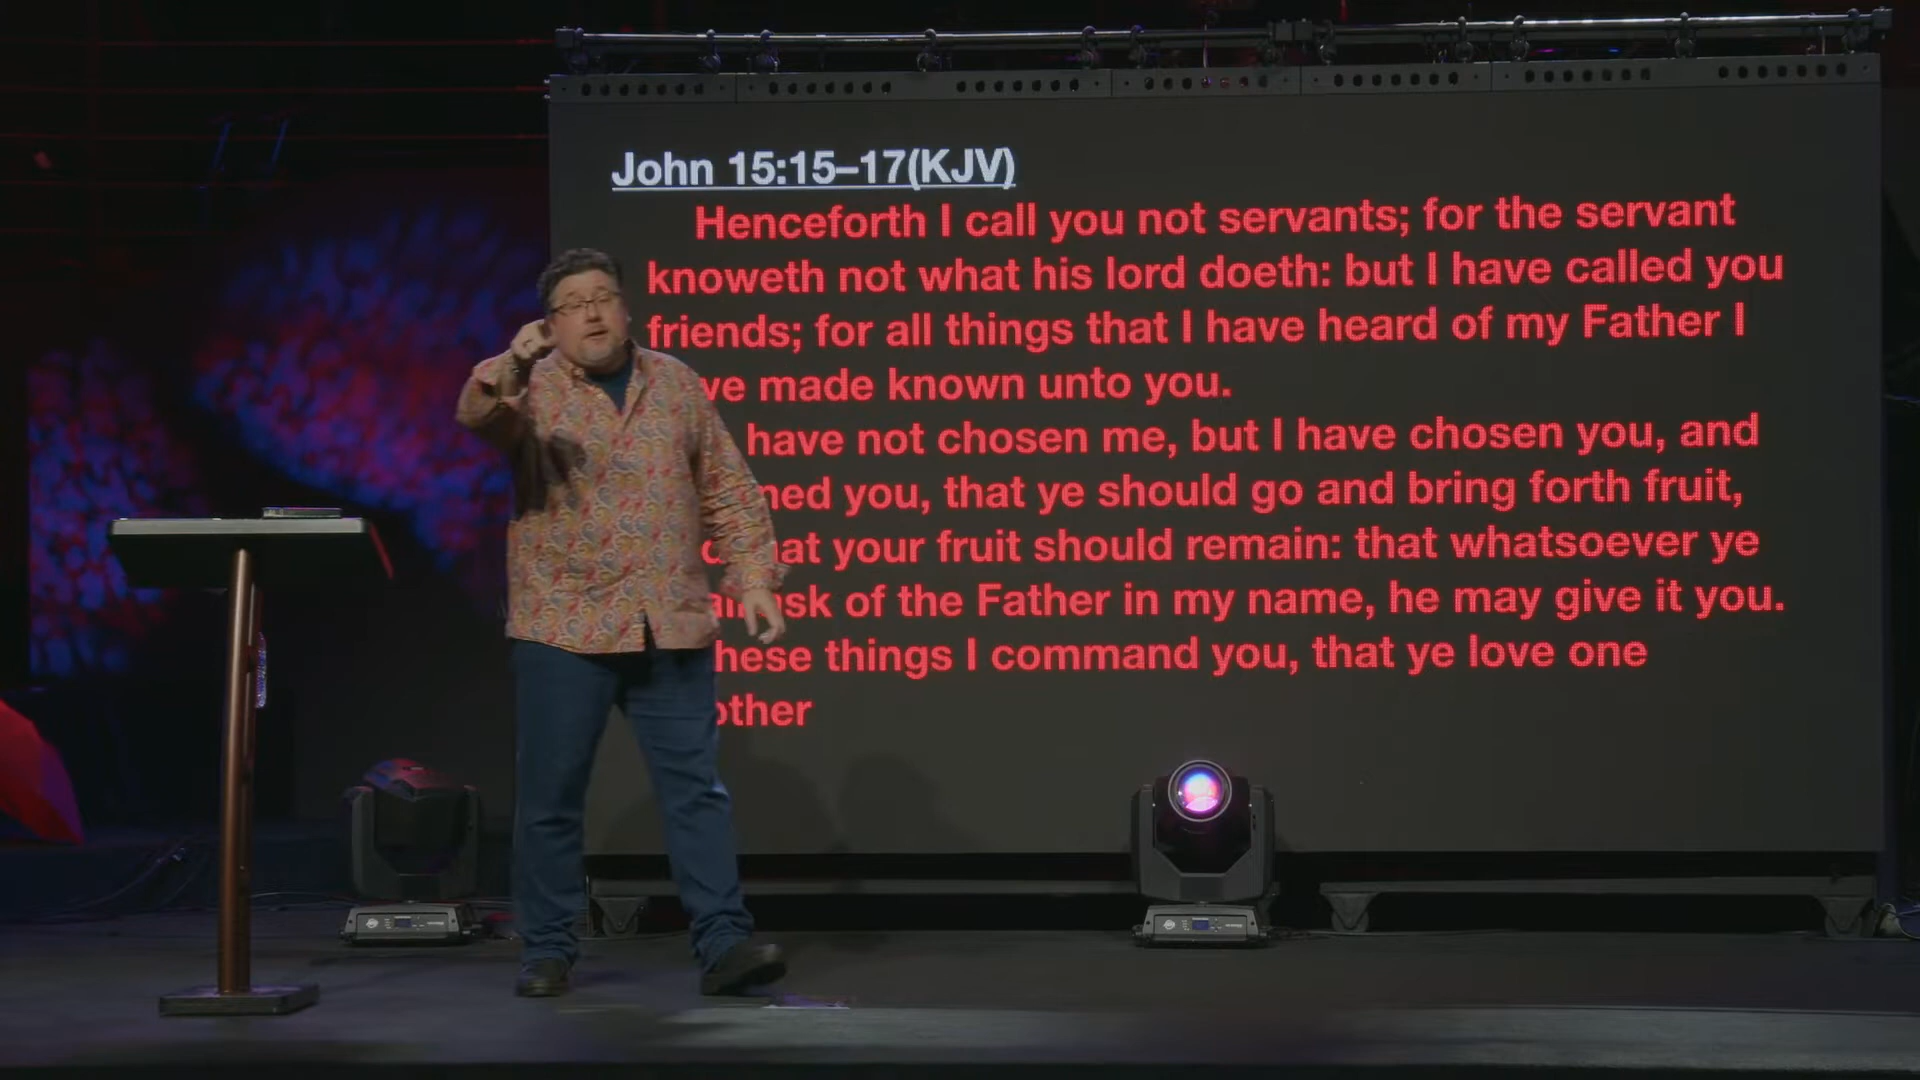 John 15:15–17(KJV)
Henceforth I call you not servants; for the servant
knoweth not what his lord doeth: but I have called you
friends; for all things that I have heard of my Father I
ve made known unto you.
have not chosen me, but I have chosen you, and
ned you, that ye should go and bring forth fruit,
at your fruit should remain: that whatsoever ye
ask of the Father in my name, he may give it you.
hese things I command you, that ye love one
other